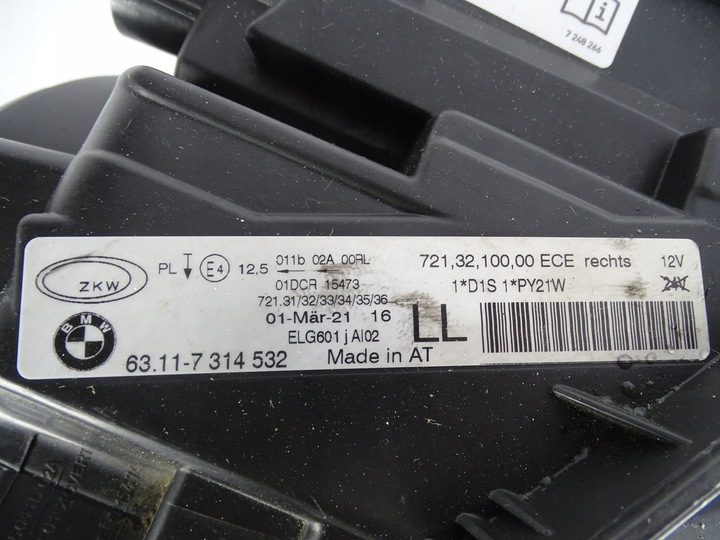 i
7 248 266
ZKW
PL E4 12,5
011b 02A 00RL
01DCR 15473
721.31/32/33/34/35/36
01-Mär-21 16
ELG601 j AI02
LL
Made in AT
721,32,100,00 ECE rechts 12V
1*D1S 1*PY21W
BMW
63.11-7 314 532